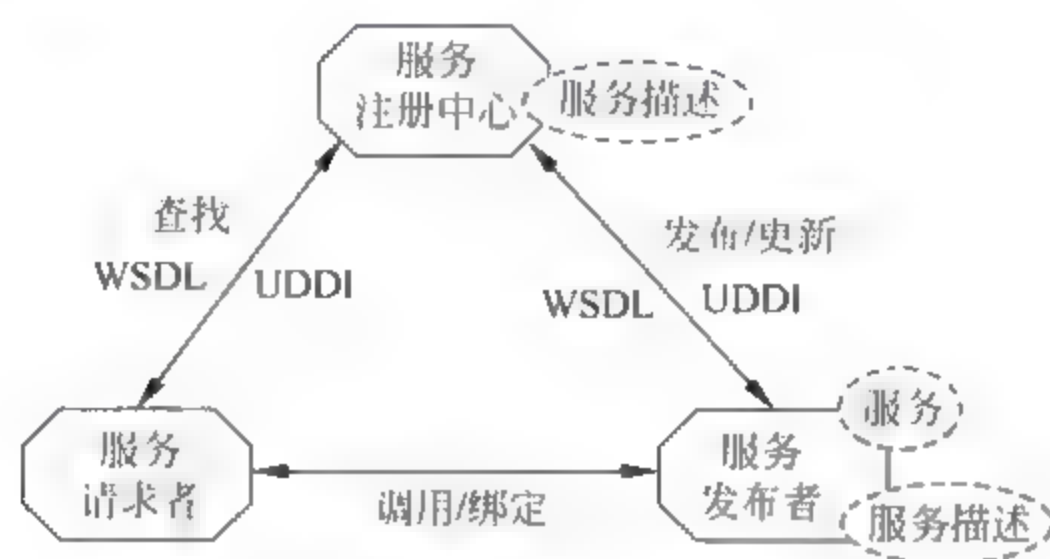 服务
注册中心
服务描述
查找
WSDL
UDDI
发布/更新
WSDL
UDDI
服务
请求者
调用/绑定
服务
发布者
服务
服务描述